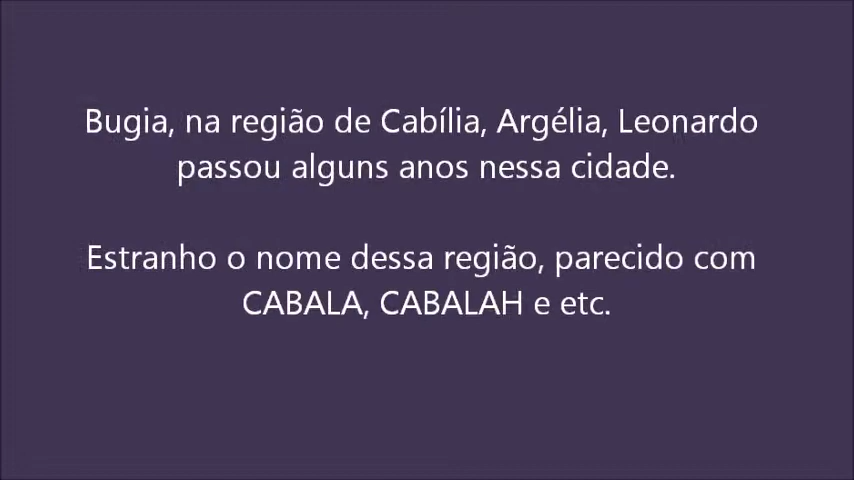 Bugia, na região de Cabília, Argélia, Leonardo
passou alguns anos nessa cidade.
Estranho o nome dessa região, parecido com
CABALA, CABALAH e etc.